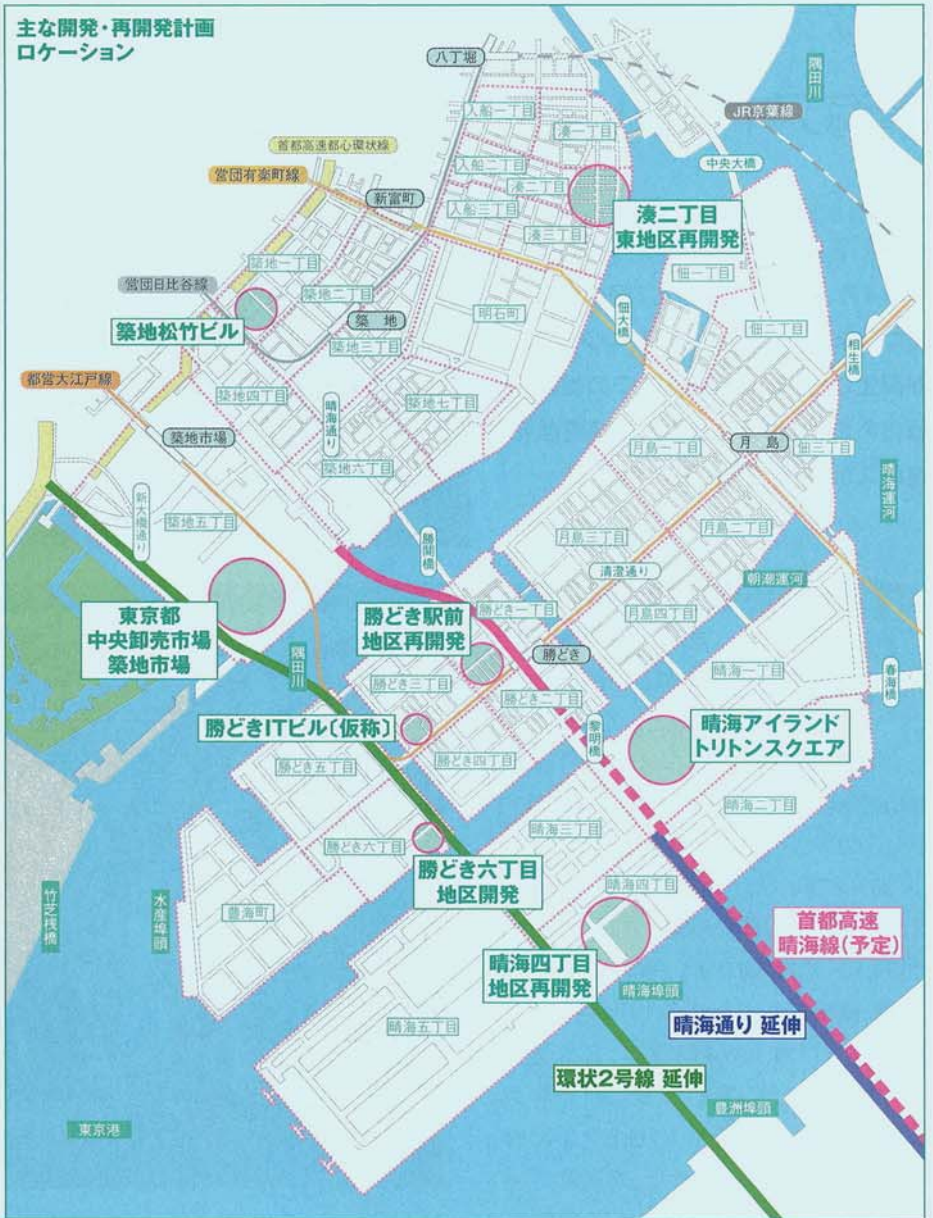 主な開発・再開発計画
ロケーション
八丁堀
隅田川
入船一丁目
湊一丁目
JR京葉線
首都高速都心環状線
入船二丁目
中央大橋
営団有楽町線
湊二丁目
新富町
入船三丁目
湊二丁目
東地区再開発
湊三丁目
築地一丁目
佃一丁目
営団日比谷線
築地二丁目
築地松竹ビル
築地
明石町
佃大橋
佃二丁目
相生橋
築地三丁目
都営大江戸線
築地四丁目
晴海通り
築地七丁目
築地市場
月島一丁目
月島
佃三丁目
築地六丁目
晴海運河
新大橋通り
築地五丁目
勝鬨橋
月島三丁目
月島二丁目
清澄通り
朝潮運河
東京都
中央卸売市場
築地市場
勝どき駅前
地区再開発
勝どき一丁目
月島四丁目
隅田川
勝どき
晴海一丁目
春海橋
勝どき三丁目
勝どき二丁目
勝どきITビル〔仮称〕
黎明橋
晴海アイランド
トリトンスクエア
勝どき五丁目
勝どき四丁目
晴海二丁目
勝どき六丁目
晴海三丁目
勝どき六丁目
地区開発
晴海四丁目
竹芝桟橋
水産埠頭
豊海町
首都高速
晴海線(予定)
晴海四丁目
地区再開発
晴海埠頭
晴海五丁目
晴海通り 延伸
環状2号線 延伸
豊洲埠頭
東京港